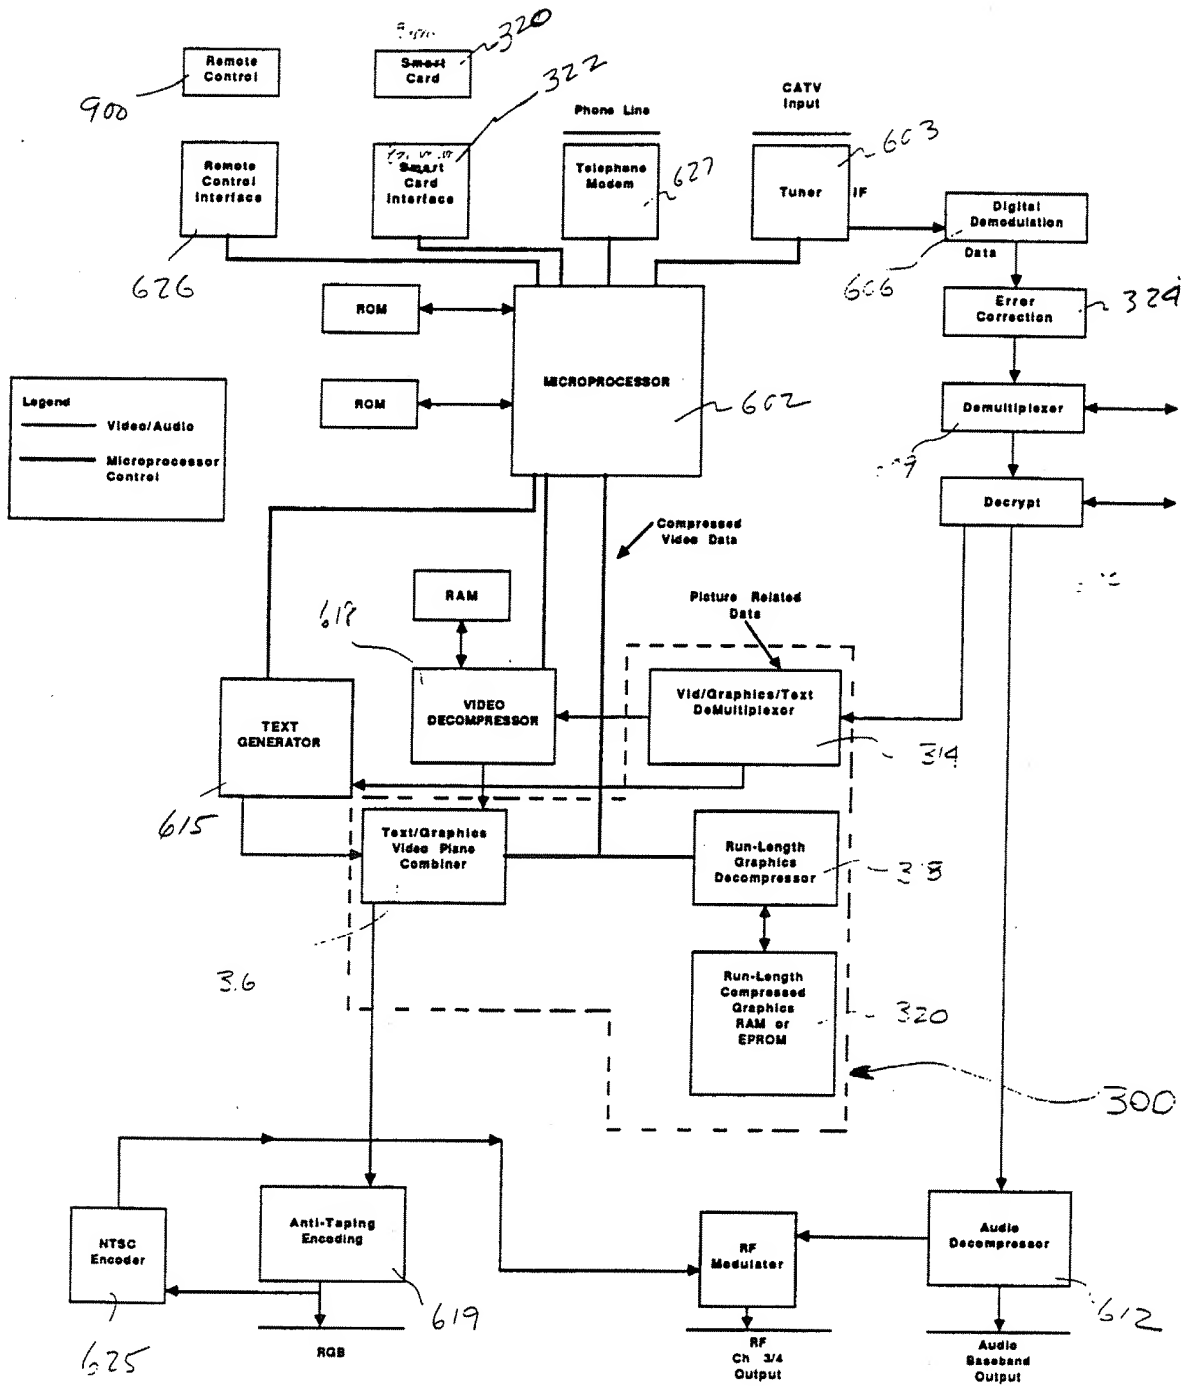 320
Remote
Control
Smart
Card
900
322
CATV
Input
Phone Line
603
Remote
Control
Interface
Smart
Card
Interface
Telephone
Modem
627
Tuner
IF
Digital
Demodulation
626
Data
606
ROM
Error
Correction
324
MICROPROCESSOR
ROM
602
Demultiplexer
Legend
Video/Audio
Microprocessor
Control
Decrypt
Compressed
Video Data
RAM
Picture Related
Data
618
Vid/Graphics/Text
DeMultiplexor
VIDEO
DECOMPRESSOR
TEXT
GENERATOR
314
615
Text/Graphics
Video Plane
Combiner
Run-Length
Graphics
Decompressor
318
3.6
Run-Length
Compressed
Graphics
RAM or
EPROM
320
300
NTSC
Encoder
Anti-Taping
Encoding
RF
Modulater
Audio
Decompressor
619
612
625
RGB
RF
Ch 3/4
Output
Audio
Baseband
Output